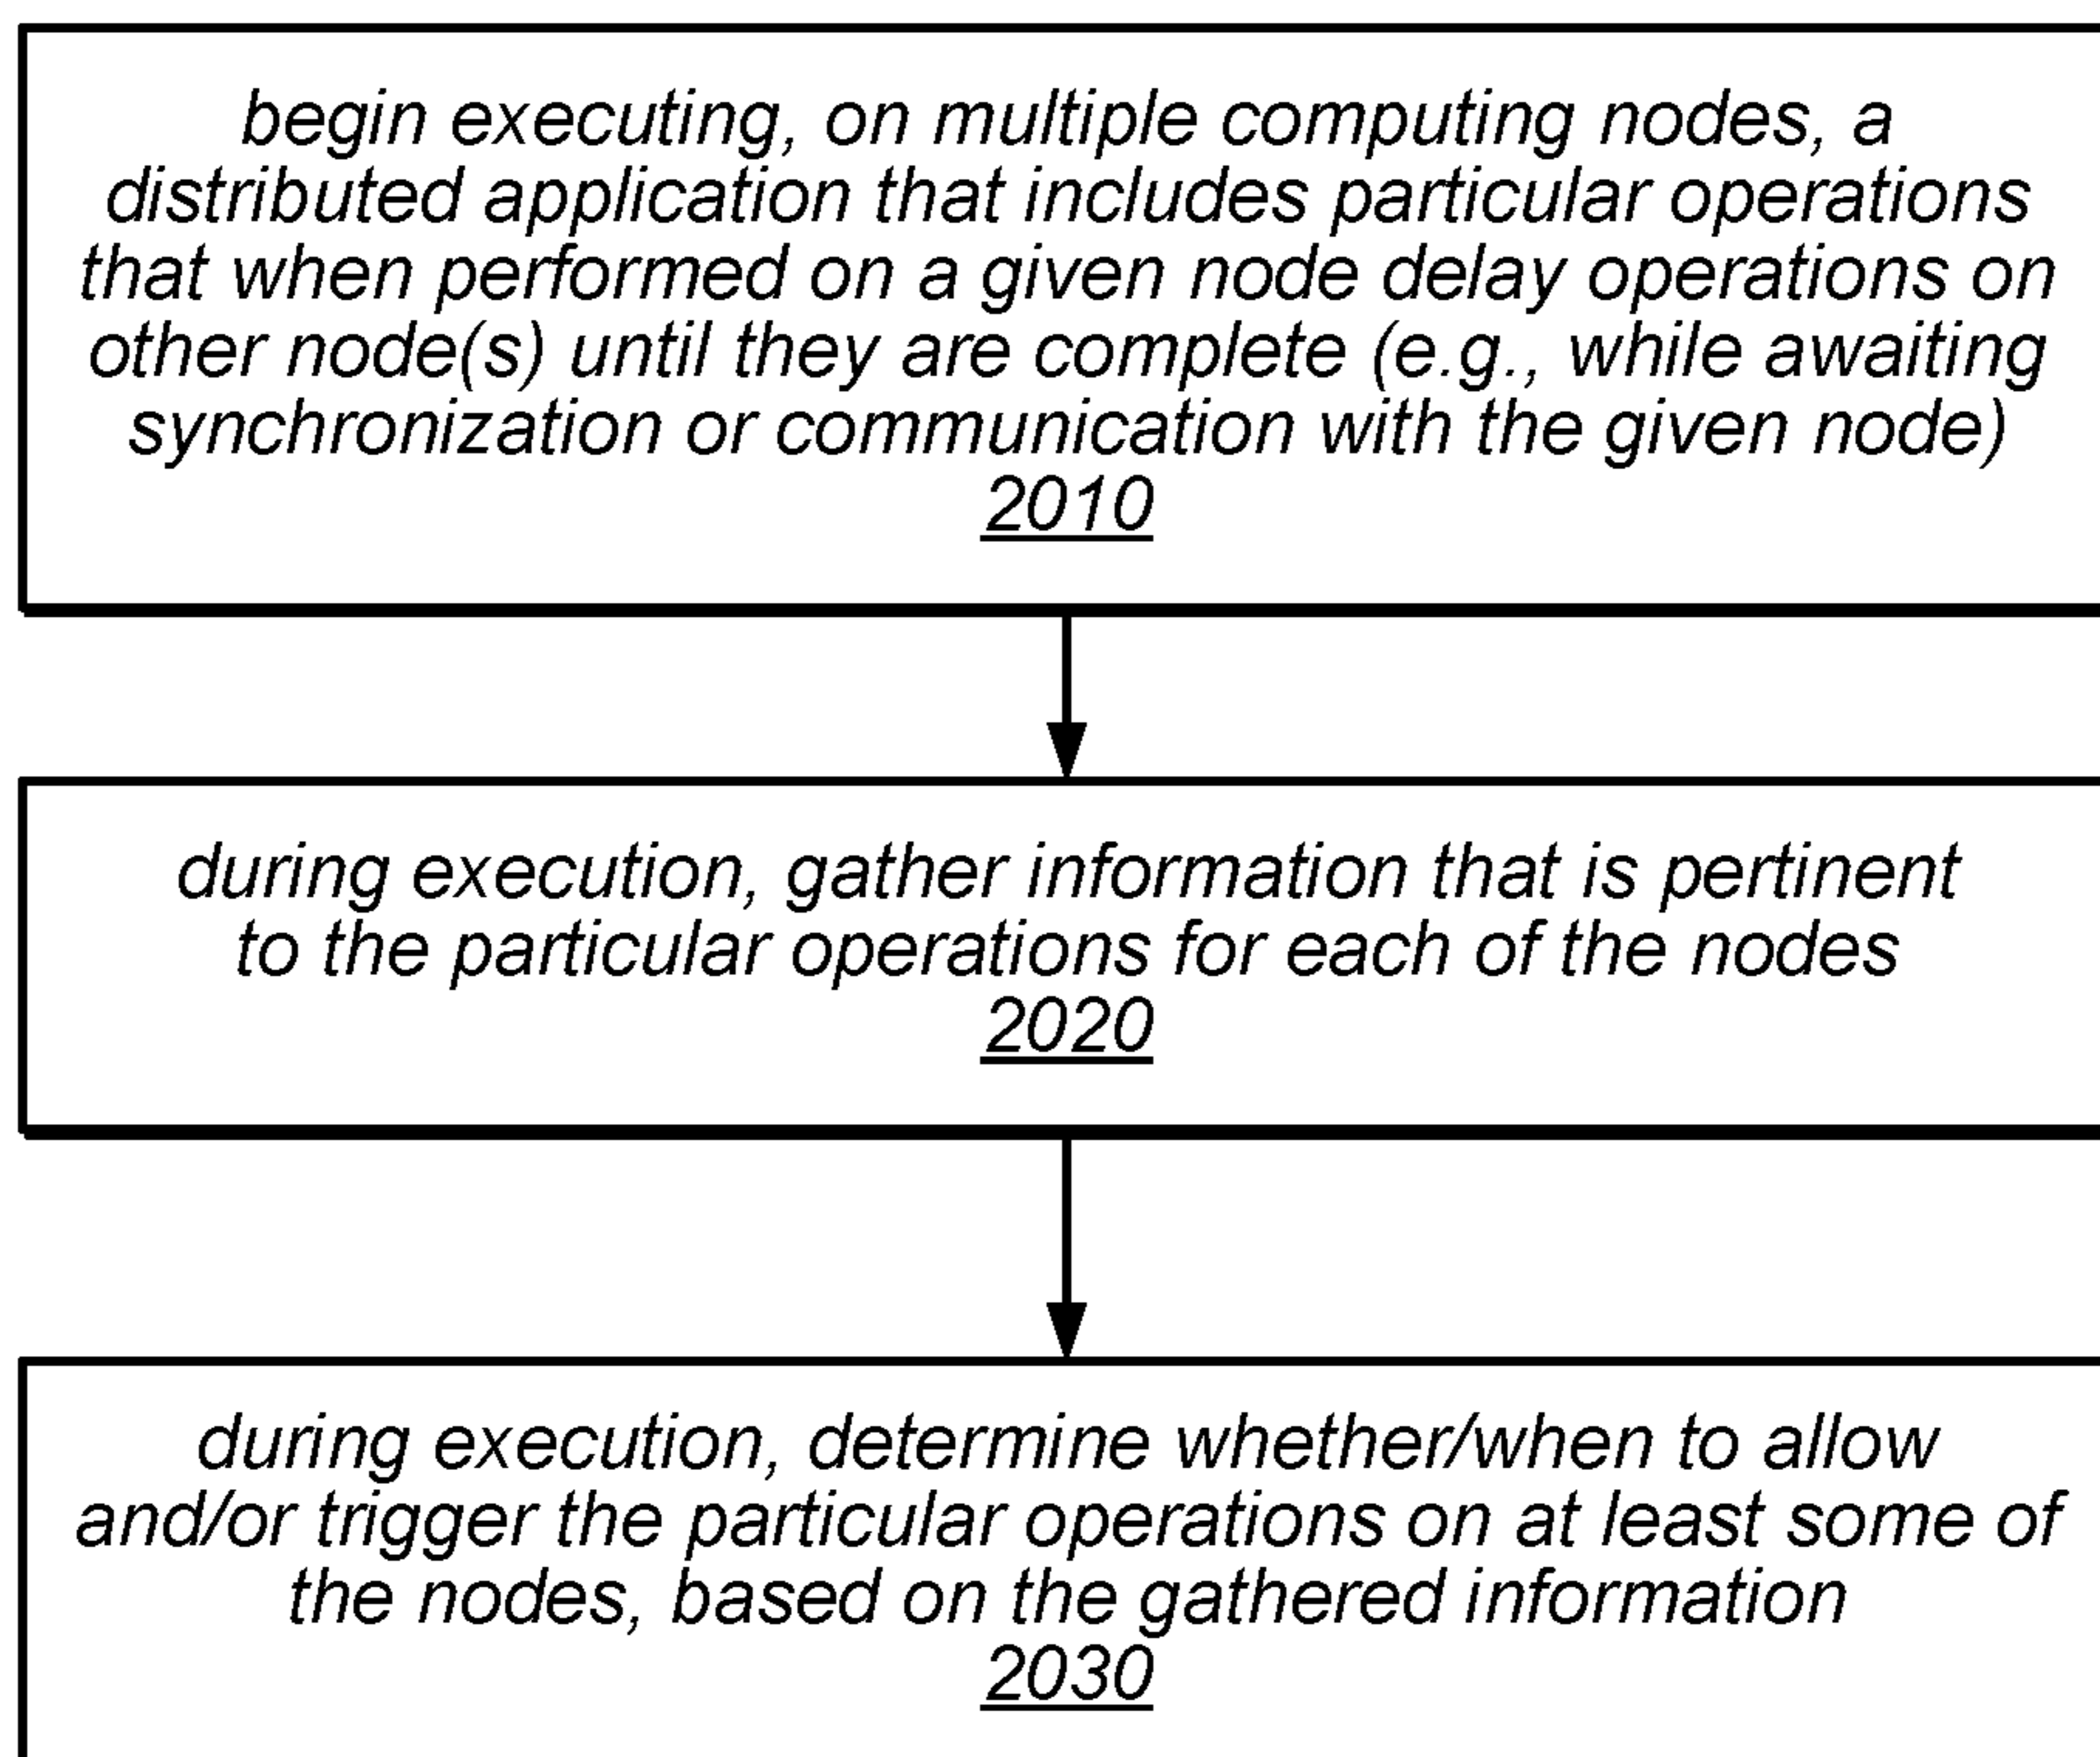 begin executing, on multiple computing nodes, a
distributed application that includes particular operations
that when performed on a given node delay operations on
other node(s) until they are complete (e.g., while awaiting
synchronization or communication with the given node)
2010
during execution, gather information that is pertinent
to the particular operations for each of the nodes
2020
during execution, determine whether/when to allow
and/or trigger the particular operations on at least some of
the nodes, based on the gathered information
2030